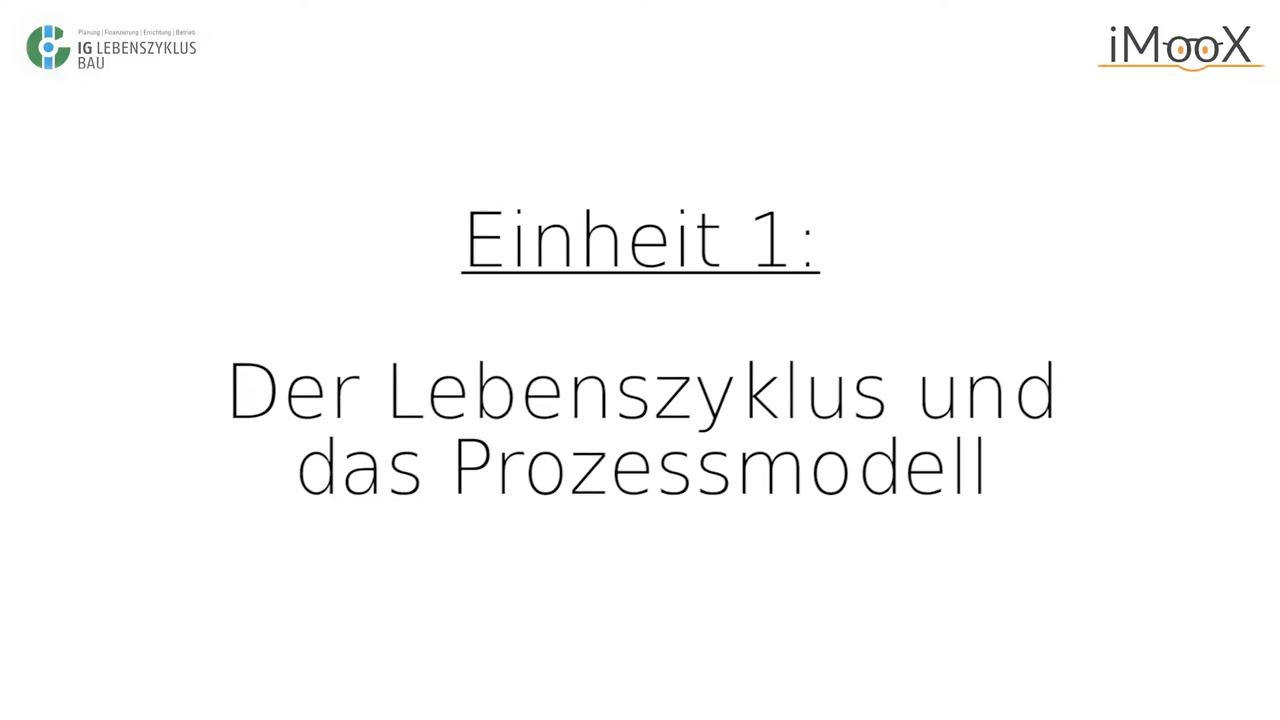 Planung | Finanzierung | Errichtung | Betrieb
IG LEBENSZYKLUS
BAU
iMooX
Einheit 1:
Der Lebenszyklus und
das Prozessmodell